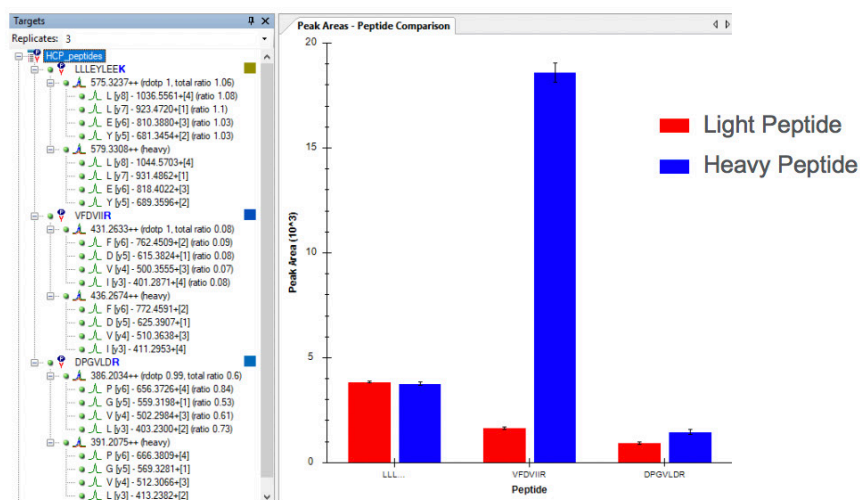 Targets
Replicates: 3
HCP_peptides
LLLEYLEEK
575.3237++ (rdotp 1, total ratio 1.06)
L [y8] - 1036.5561+[4] (ratio 1.08)
L [y7] - 923.4720+[1] (ratio 1.1)
E [y6] - 810.3880+[3] (ratio 1.03)
Y [y5] - 681.3454+[2] (ratio 1.03)
579.3308++ (heavy)
L [y8] - 1044.5703+[4]
L [y7] - 931.4862+[1]
E [y6] - 818.4022+[3]
Y [y5] - 689.3596+[2]
VFDVIIR
431.2633++ (rdotp 1, total ratio 0.08)
F [y6] - 762.4509+[2] (ratio 0.09)
D [y5] - 615.3824+[1] (ratio 0.08)
V [y4] - 500.3555+[3] (ratio 0.07)
I [y3] - 401.2871+[4] (ratio 0.08)
436.2674++ (heavy)
F [y6] - 772.4591+[2]
D [y5] - 625.3907+[1]
V [y4] - 510.3638+[3]
I [y3] - 411.2953+[4]
DPGVLDR
386.2034++ (rdotp 0.99, total ratio 0.6)
P [y6] - 656.3726+[4] (ratio 0.84)
G [y5] - 559.3198+[1] (ratio 0.53)
V [y4] - 502.2984+[3] (ratio 0.61)
L [y3] - 403.2300+[2] (ratio 0.73)
391.2075++ (heavy)
P [y6] - 666.3809+[4]
G [y5] - 569.3281+[1]
V [y4] - 512.3066+[3]
L [y3] - 413.2382+[2]
Peak Areas - Peptide Comparison
20
15
10
5
0
Peak Area (10^3)
LLL...
VFDVIIR
DPGVLDR
Peptide
Light Peptide
Heavy Peptide